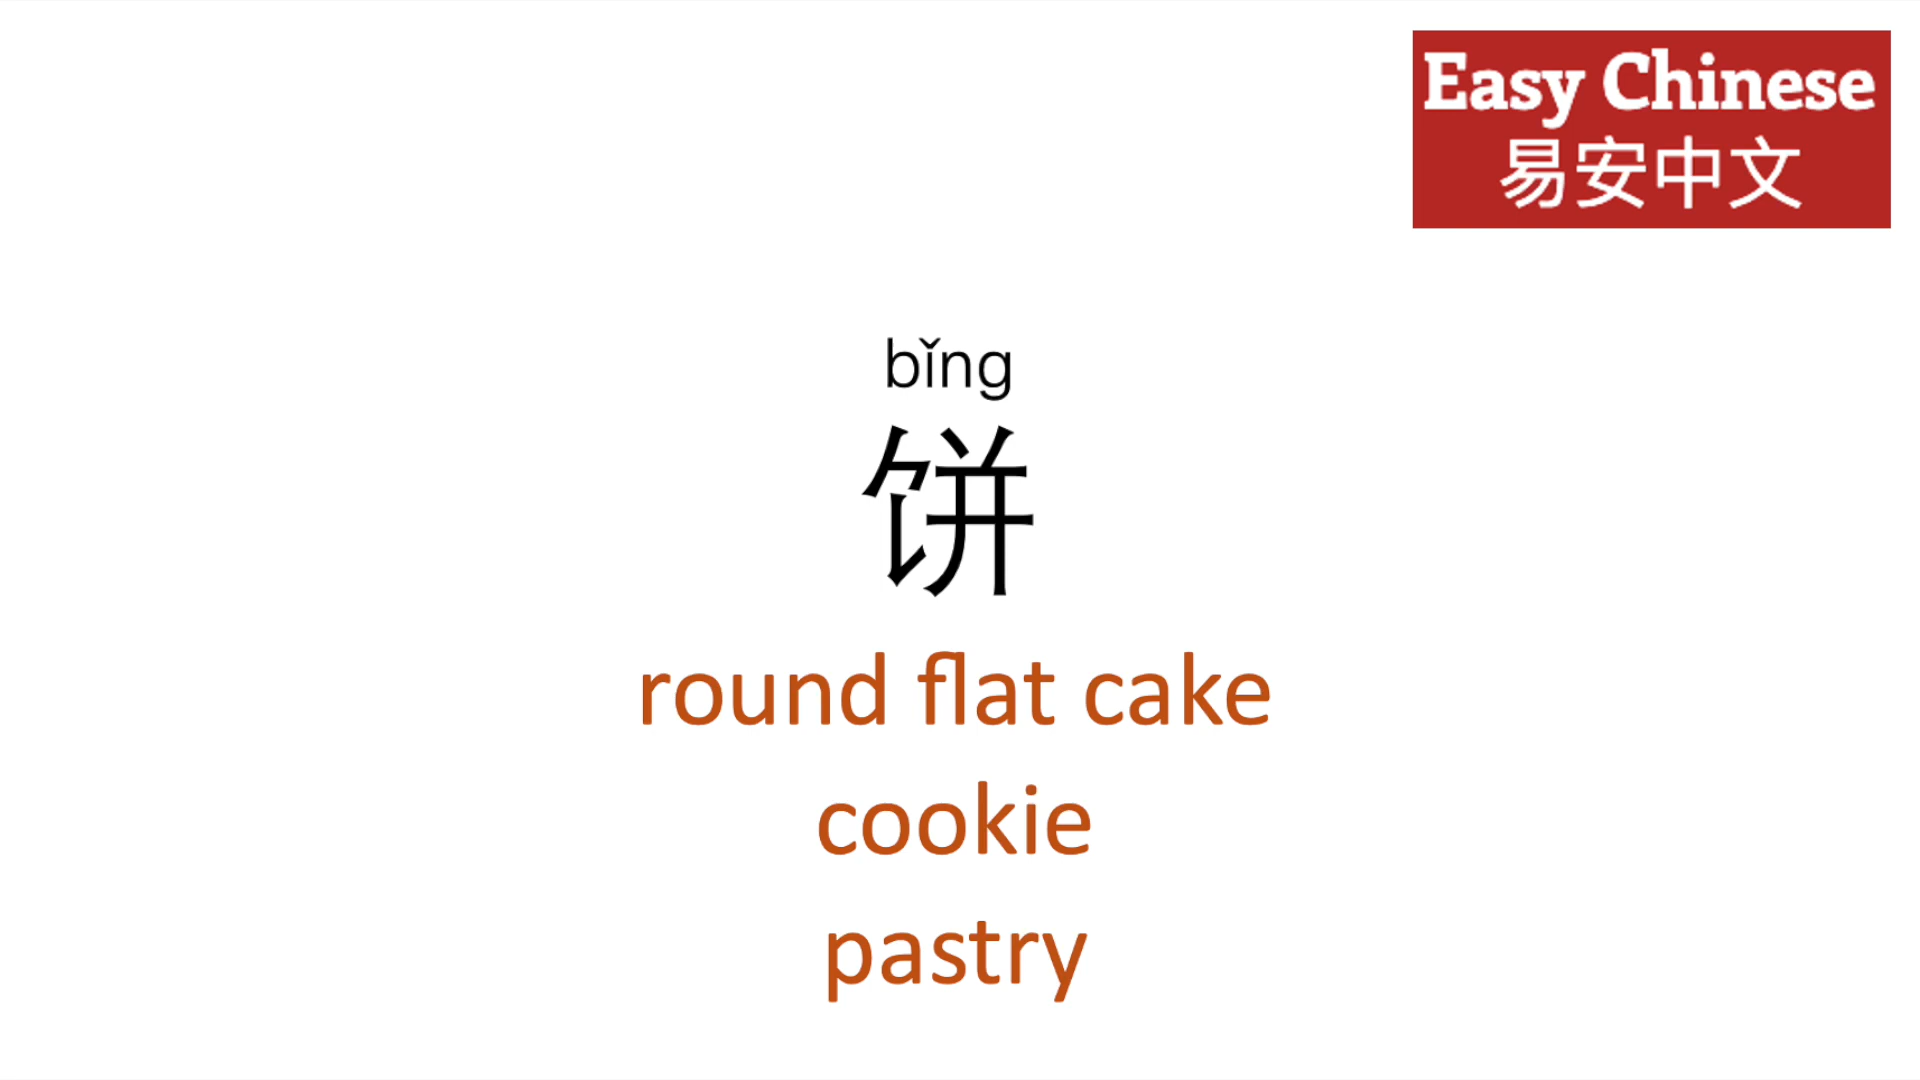 Easy Chinese
易安中文
bǐng
饼
round flat cake
cookie
pastry